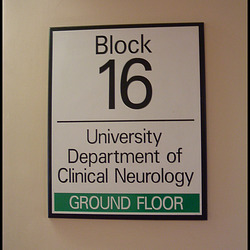 Block
16
University
Department of
Clinical Neurology
GROUND FLOOR